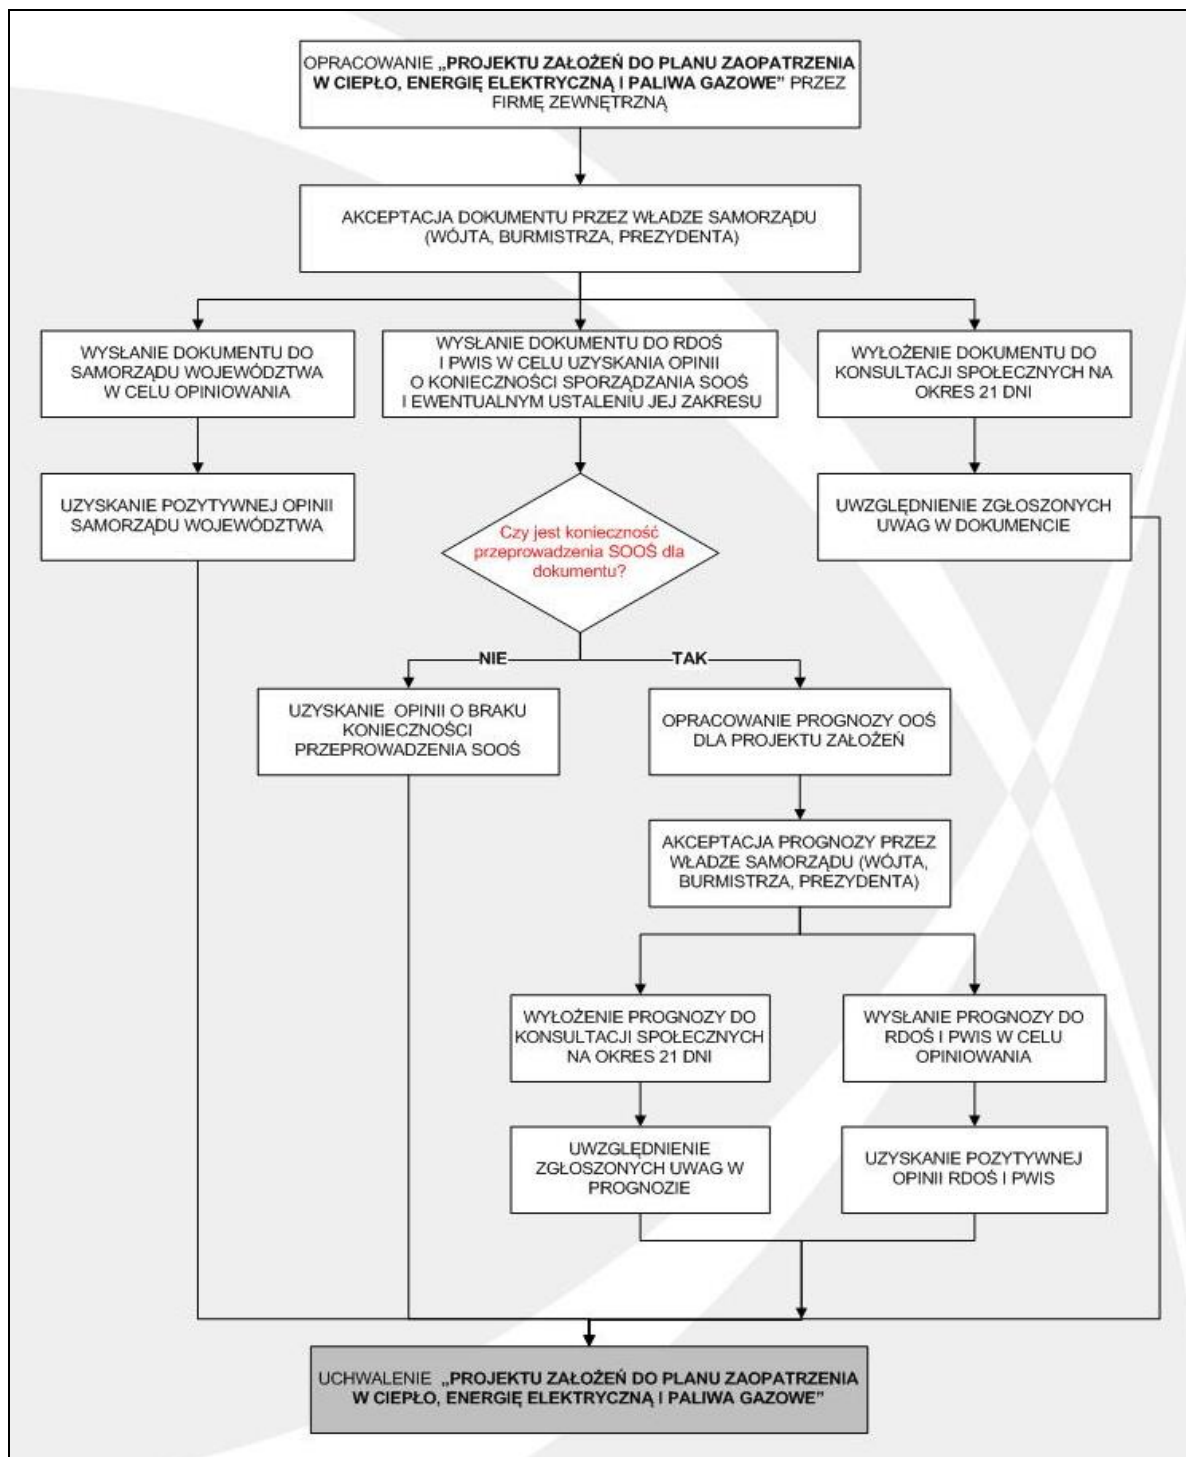 OPRACOWANIE „PROJEKTU ZAŁOŻEŃ DO PLANU ZAOPATRZENIA
W CIEPŁO, ENERGIĘ ELEKTRYCZNĄ I PALIWA GAZOWE” PRZEZ
FIRMĘ ZEWNĘTRZNĄ
AKCEPTACJA DOKUMENTU PRZEZ WŁADZE SAMORZĄDU
(WÓJTA, BURMISTRZA, PREZYDENTA)
WYSŁANIE DOKUMENTU DO
SAMORZĄDU WOJEWÓDZTWA
W CELU OPINIOWANIA
WYSŁANIE DOKUMENTU DO RDOŚ
I PWIS W CELU UZYSKANIA OPINII
O KONIECZNOŚCI SPORZĄDZANIA SOOŚ
I EWENTUALNYM USTALENIU JEJ ZAKRESU
WYŁOŻENIE DOKUMENTU DO
KONSULTACJI SPOŁECZNYCH NA
OKRES 21 DNI
UZYSKANIE POZYTYWNEJ OPINII
SAMORZĄDU WOJEWÓDZTWA
Czy jest konieczność
przeprowadzenia SOOŚ dla
dokumentu?
UWZGLĘDNIENIE ZGŁOSZONYCH
UWAG W DOKUMENCIE
NIE
TAK
UZYSKANIE OPINII O BRAKU
KONIECZNOŚCI
PRZEPROWADZENIA SOOŚ
OPRACOWANIE PROGNOZY OOŚ
DLA PROJEKTU ZAŁOŻEŃ
AKCEPTACJA PROGNOZY PRZEZ
WŁADZE SAMORZĄDU (WÓJTA,
BURMISTRZA, PREZYDENTA)
WYŁOŻENIE PROGNOZY DO
KONSULTACJI SPOŁECZNYCH
NA OKRES 21 DNI
WYSŁANIE PROGNOZY DO
RDOŚ I PWIS W CELU
OPINIOWANIA
UWZGLĘDNIENIE
ZGŁOSZONYCH UWAG W
PROGNOZIE
UZYSKANIE POZYTYWNEJ
OPINII RDOŚ I PWIS
UCHWALENIE „PROJEKTU ZAŁOŻEŃ DO PLANU ZAOPATRZENIA
W CIEPŁO, ENERGIĘ ELEKTRYCZNĄ I PALIWA GAZOWE”